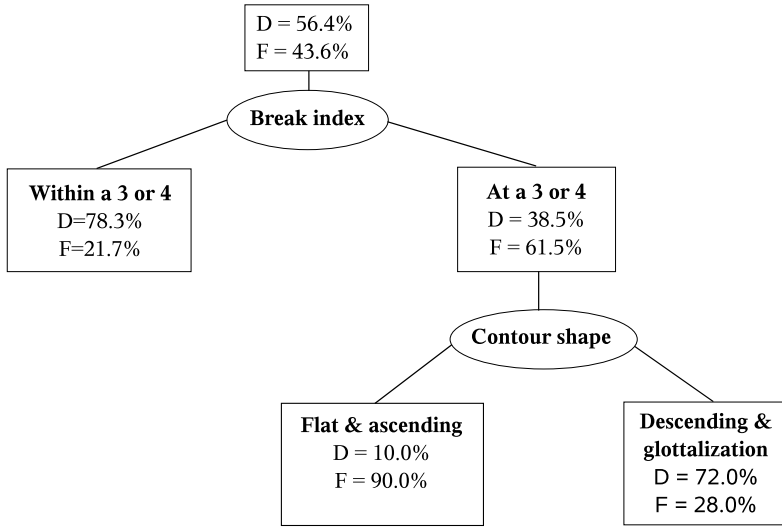 D = 56.4%
F = 43.6%
Break index
Within a 3 or 4
D=78.3%
F=21.7%
At a 3 or 4
D = 38.5%
F = 61.5%
Contour shape
Flat & ascending
D = 10.0%
F = 90.0%
Descending &
glottalization
D = 72.0%
F = 28.0%